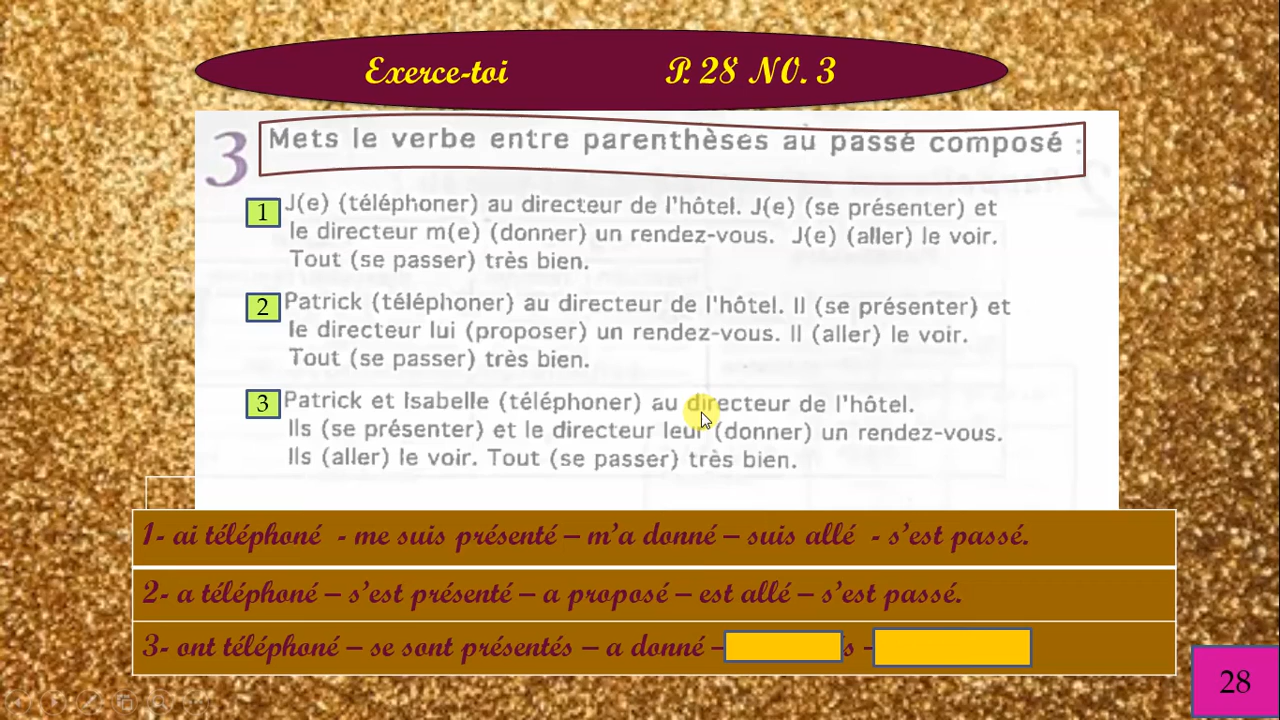 Exerce-toi P. 28 NO. 3
3 Mets le verbe entre parenthèses au passé composé :
1 J(e) (téléphoner) au directeur de l'hôtel. J(e) (se présenter) et
le directeur m(e) (donner) un rendez-vous. J(e) (aller) le voir.
Tout (se passer) très bien.
2 Patrick (téléphoner) au directeur de l'hôtel. Il (se présenter) et
le directeur lui (proposer) un rendez-vous. Il (aller) le voir.
Tout (se passer) très bien.
3 Patrick et Isabelle (téléphoner) au directeur de l'hôtel.
Ils (se présenter) et le directeur leur (donner) un rendez-vous.
Ils (aller) le voir. Tout (se passer) très bien.
1- ai téléphoné - me suis présenté – m'a donné – suis allé - s'est passé.
2- a téléphoné – s'est présenté – a proposé – est allé – s'est passé.
3- ont téléphoné – se sont présentés – a donné – s -
28